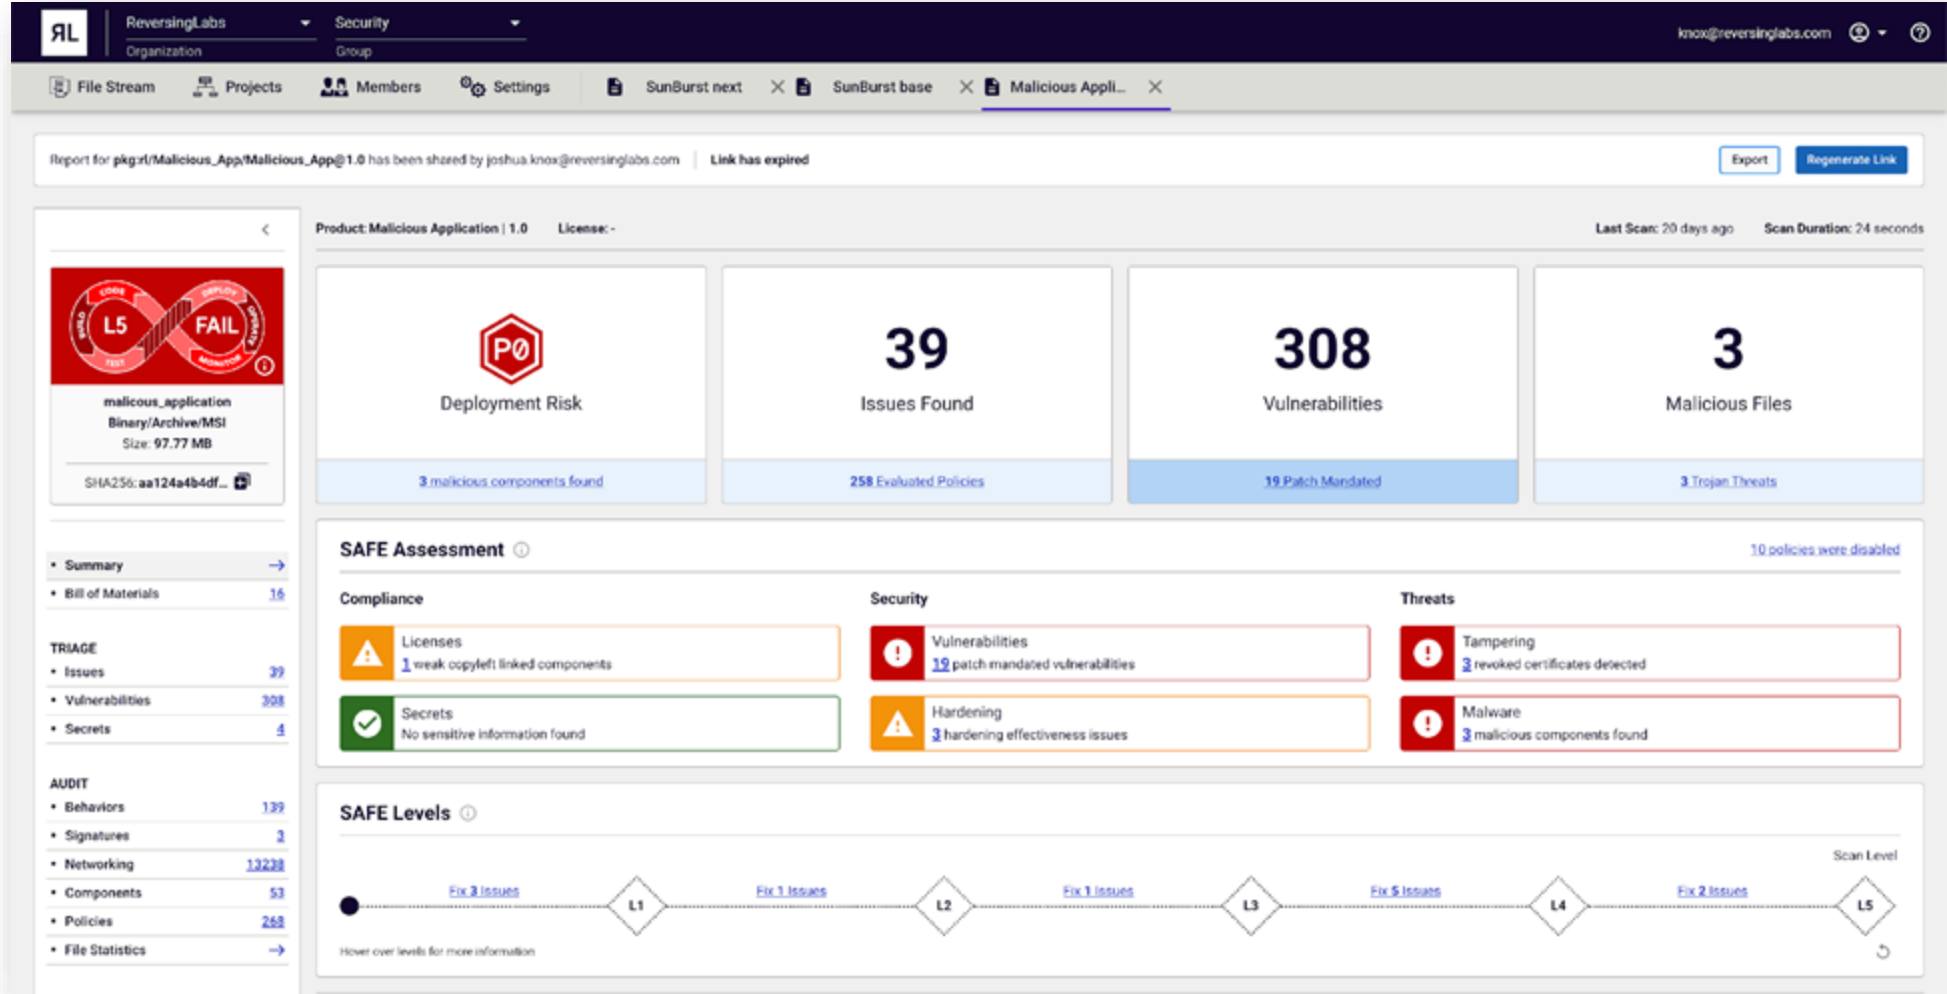 ЯL
ReversingLabs
Organization
Security
Group
knox@reversinglabs.com
File Stream
Projects
Members
Settings
SunBurst next
SunBurst base
Malicious Appli...
Report for pkg:rl/Malicious_App/Malicious_App@1.0 has been shared by joshua.knox@reversinglabs.com
Link has expired
Export
Regenerate Link
CODE
DEPLOY
BUILD
L5
FAIL
OPERATE
TEST
MONITOR
malicous_application
Binary/Archive/MSI
Size: 97.77 MB
SHA256: aa124a4b4df...
Summary
Bill of Materials 16
TRIAGE
Issues 39
Vulnerabilities 308
Secrets 4
AUDIT
Behaviors 139
Signatures 3
Networking 13238
Components 53
Policies 268
File Statistics
Product: Malicious Application | 1.0 License: -
Last Scan: 20 days ago Scan Duration: 24 seconds
P0
Deployment Risk
3 malicious components found
39
Issues Found
258 Evaluated Policies
308
Vulnerabilities
19 Patch Mandated
3
Malicious Files
3 Trojan Threats
SAFE Assessment
10 policies were disabled
Compliance
Licenses
1 weak copyleft linked components
Secrets
No sensitive information found
Security
Vulnerabilities
19 patch mandated vulnerabilities
Hardening
3 hardening effectiveness issues
Threats
Tampering
3 revoked certificates detected
Malware
3 malicious components found
SAFE Levels
Scan Level
Fix 3 Issues
L1
Fix 1 Issues
L2
Fix 1 Issues
L3
Fix 5 Issues
L4
Fix 2 Issues
L5
Hover over levels for more information